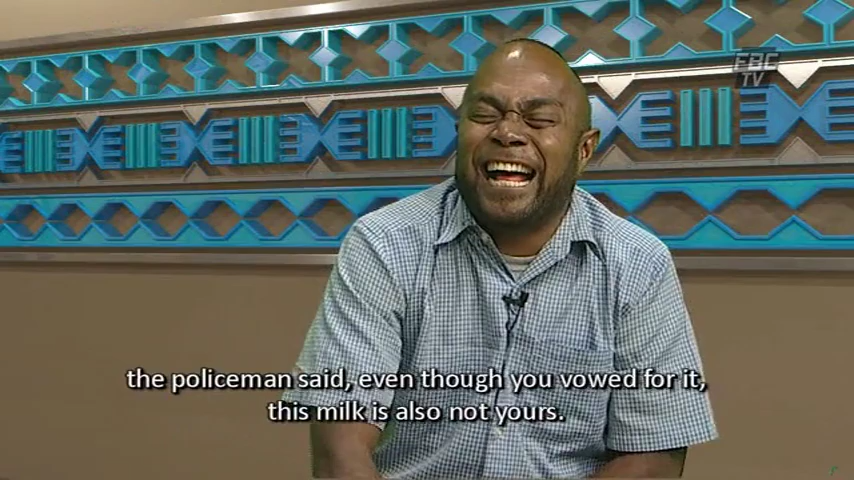 FBC
TV
the policeman said, even though you vowed for it,
this milk is also not yours.